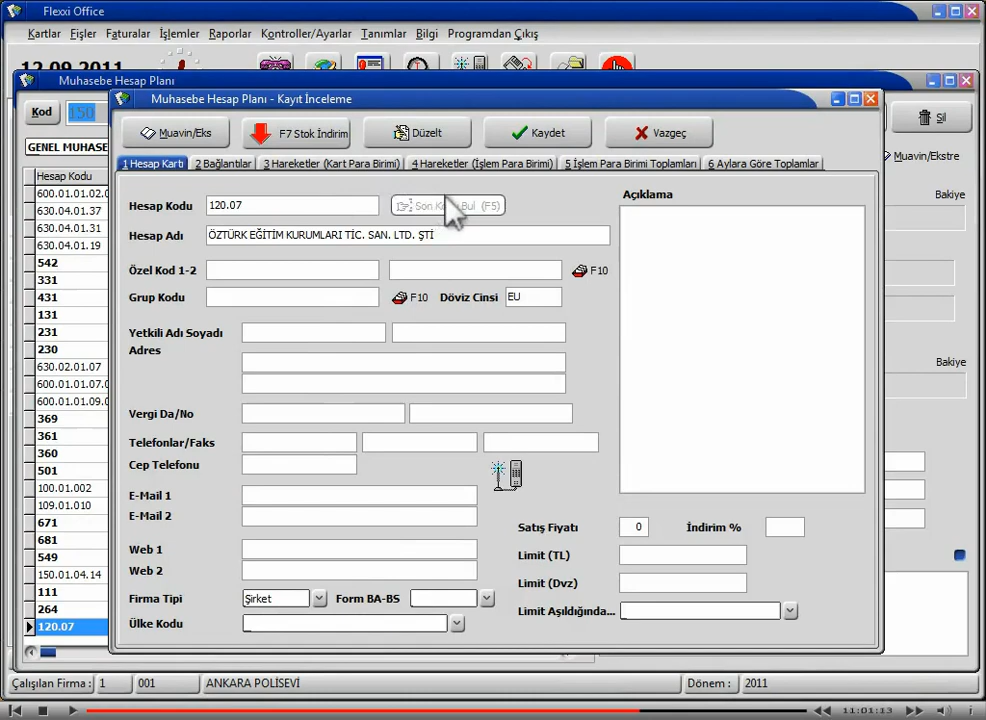 Flexxi Office
Kartlar Fişler Faturalar İşlemler Raporlar Kontroller/Ayarlar Tanımlar Bilgi Programdan Çıkış
12.09.2011
Muhasebe Hesap Planı
Kod 150
Sil
GENEL MUHASE
Muavin/Ekstre
Muhasebe Hesap Planı - Kayıt İnceleme
Muavin/Eks F7 Stok İndirim Düzelt Kaydet Vazgeç
1 Hesap Kartı 2 Bağlantılar 3 Hareketler (Kart Para Birimi) 4 Hareketler (İşlem Para Birimi) 5 İşlem Para Birimi Toplamları 6 Aylara Göre Toplamlar
Hesap Kodu 120.07
Hesap Adı ÖZTÜRK EĞİTİM KURUMLARI TİC. SAN. LTD. ŞTİ
Özel Kod 1-2 F10
Grup Kodu F10 Döviz Cinsi EU
Yetkili Adı Soyadı
Adres
Vergi Da/No
Telefonlar/Faks
Cep Telefonu
E-Mail 1
E-Mail 2
Web 1
Web 2
Firma Tipi Şirket Form BA-BS
Ülke Kodu
Açıklama
Satış Fiyatı 0 İndirim %
Limit (TL)
Limit (Dvz)
Limit Aşıldığında...
Hesap Kodu
600.01.01.02.0
630.04.01.37
630.04.01.31
630.04.01.19
542
331
431
131
231
230
630.02.01.07
600.01.01.07.0
600.01.01.09.0
369
361
360
501
100.01.002
109.01.010
671
681
549
150.01.04.14
111
264
120.07
Bakiye
Bakiye
Çalışılan Firma : 1 001 ANKARA POLİSEVİ Dönem : 2011
11:01:13